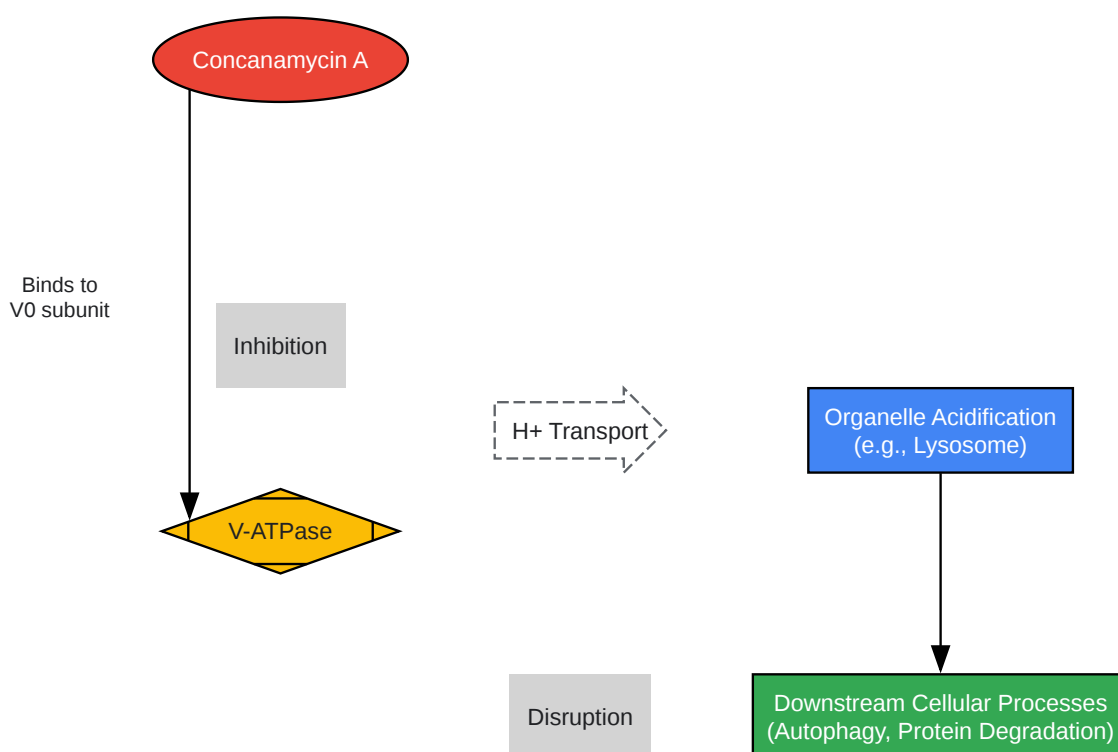 Concanamycin A
Binds to
V0 subunit
Inhibition
V-ATPase
H+ Transport
Organelle Acidification
(e.g., Lysosome)
Disruption
Downstream Cellular Processes
(Autophagy, Protein Degradation)